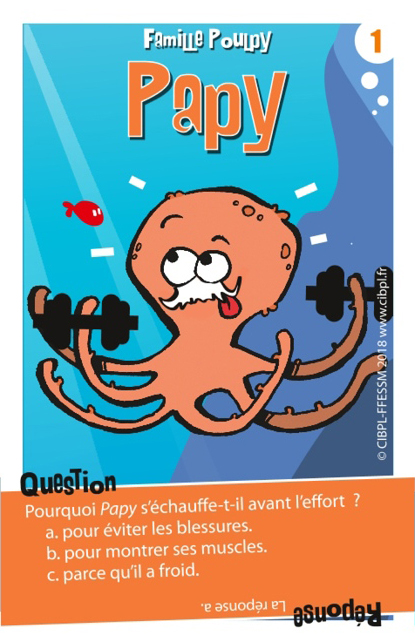 Famille Poulpy
1
Papy
© CIBPL-FFESSM 2018 www.cibpl.fr
Question
Pourquoi Papy s'échauffe-t-il avant l'effort ?
a. pour éviter les blessures.
b. pour montrer ses muscles.
c. parce qu'il a froid.
Réponse
La réponse a.